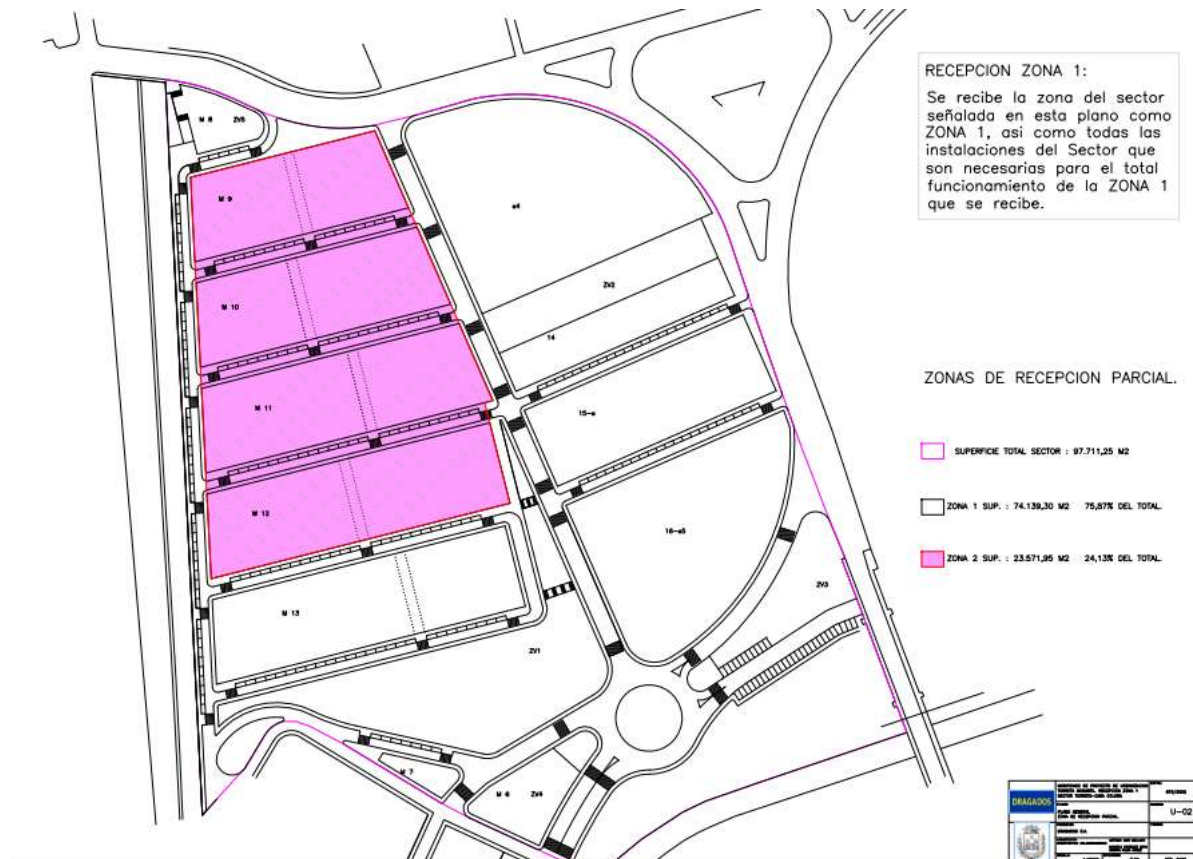 RECEPCION ZONA 1:
Se recibe la zona del sector
señalada en esta plano como
ZONA 1, asi como todas las
instalaciones del Sector que
son necesarias para el total
funcionamiento de la ZONA 1
que se recibe.
ZONAS DE RECEPCION PARCIAL.
SUPERFICIE TOTAL SECTOR : 97.711,25 M2
ZONA 1 SUP. : 74.139,30 M2 75,87% DEL TOTAL.
ZONA 2 SUP. : 23.571,95 M2 24,13% DEL TOTAL.
M 8
ZV5
M 9
e4
M 10
ZV2
14
M 11
15-a
M 12
16-e5
ZV3
M 13
ZV1
M 7
M 6
ZV4
DRAGADOS
U-02